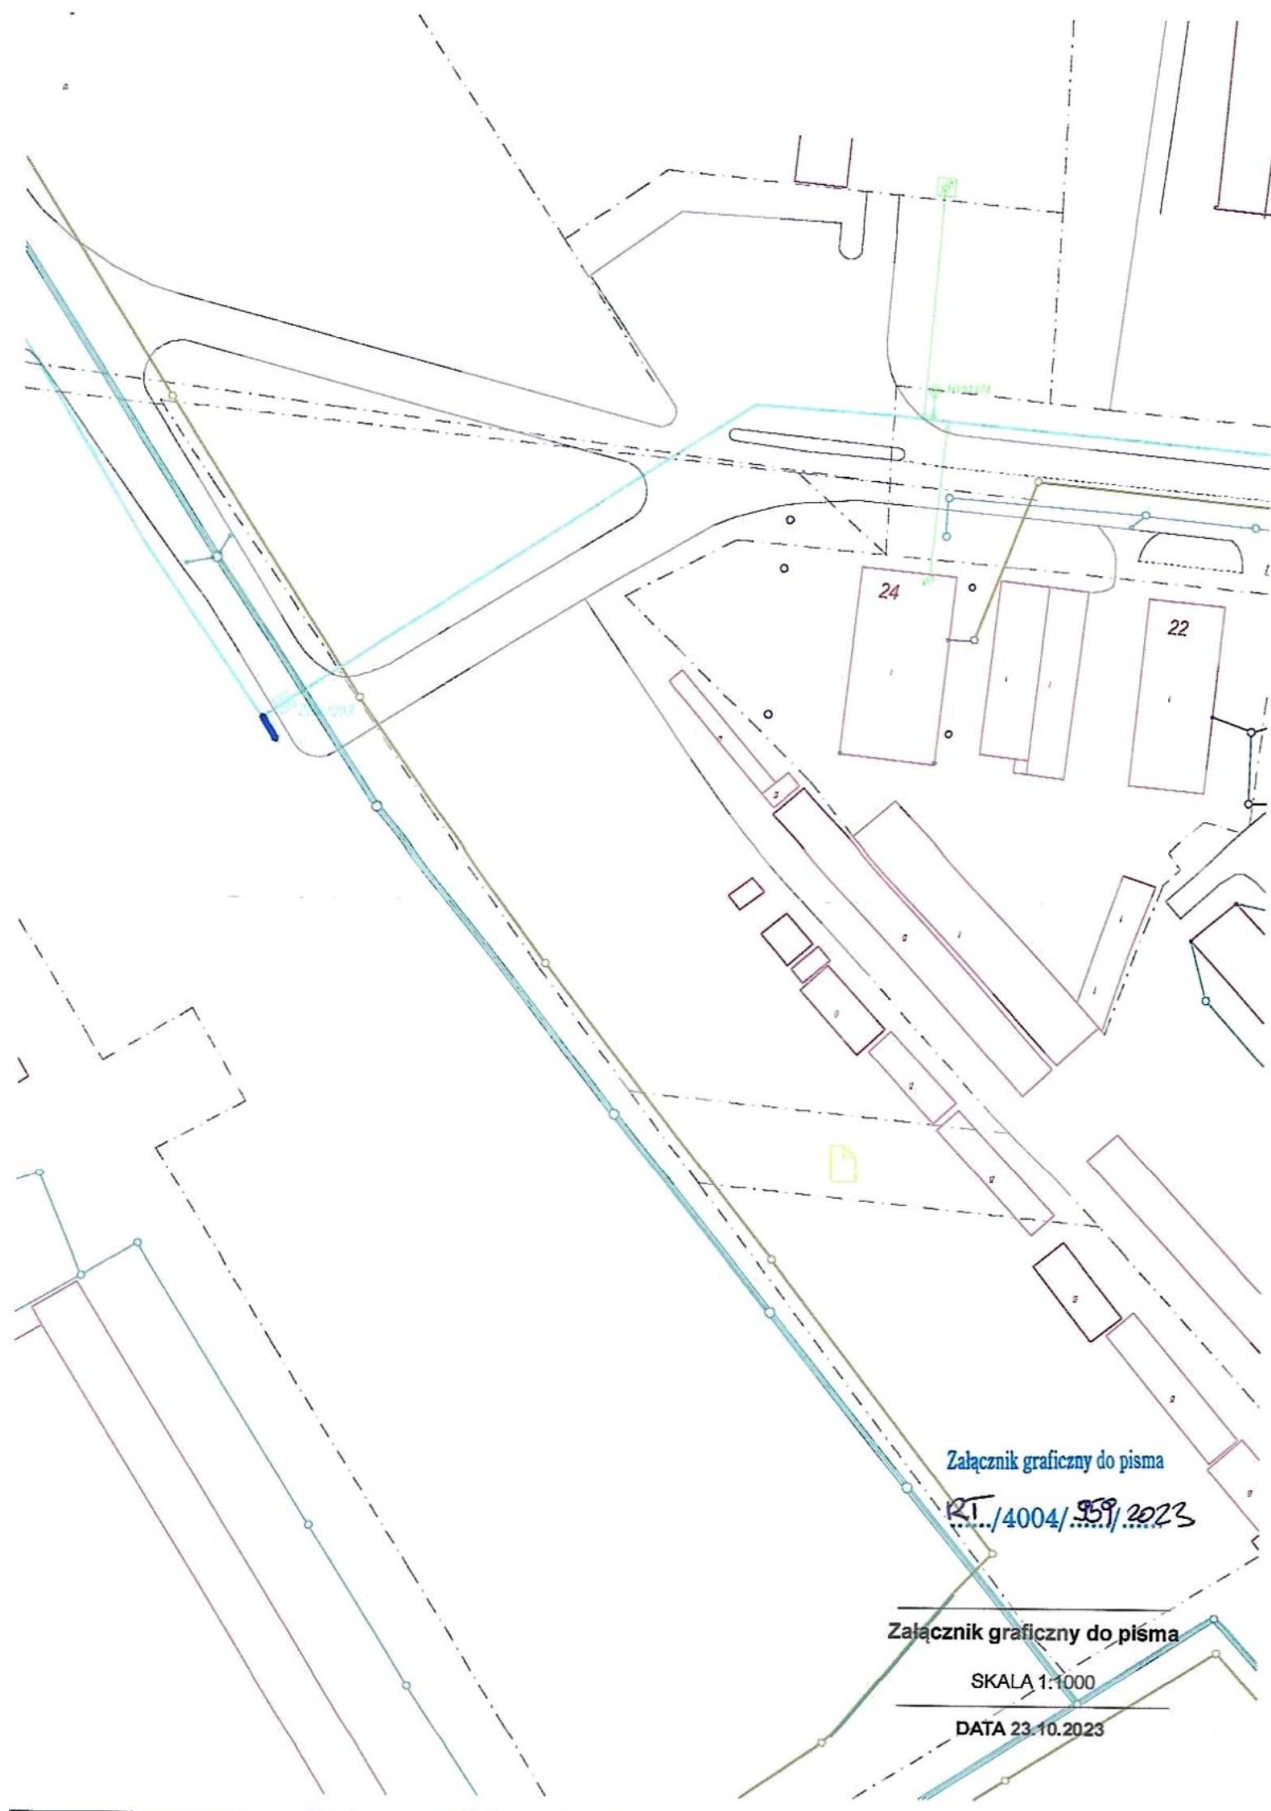 24
22
g
g
g
g
g
g
g
g
g
Załącznik graficzny do pisma
RT/4004/959/2023
Załącznik graficzny do pisma
SKALA 1:1000
DATA 23.10.2023